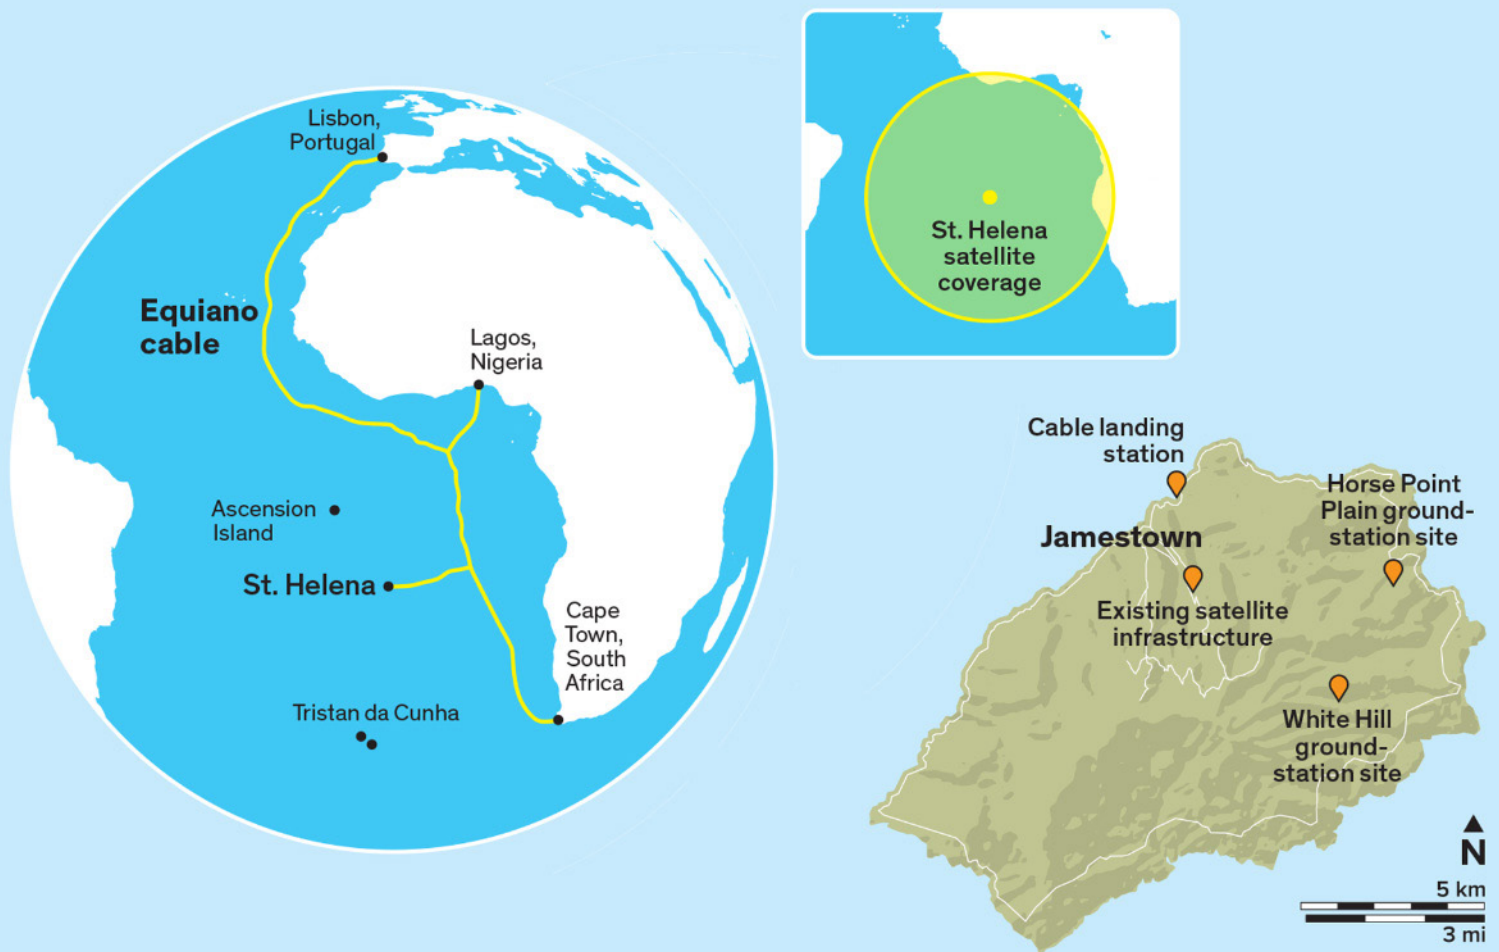 Lisbon,
Portugal
Equiano
cable
Lagos,
Nigeria
Ascension
Island
St. Helena
Cape
Town,
South
Africa
Tristan da Cunha
St. Helena
satellite
coverage
Cable landing
station
Horse Point
Plain ground-
station site
Jamestown
Existing satellite
infrastructure
White Hill
ground-
station site
N
5 km
3 mi